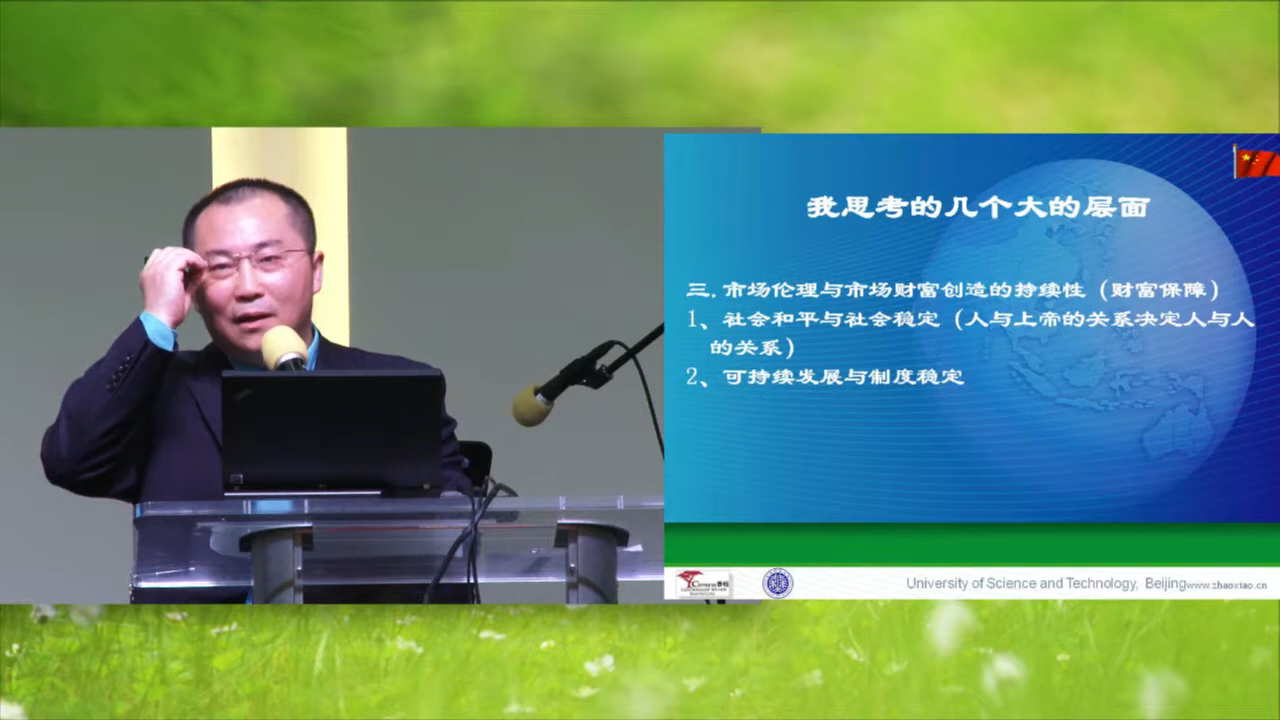 我思考的几个大的层面
三.市场伦理与市场财富创造的持续性（财富保障）
1、社会和平与社会稳定（人与上帝的关系决定人与人
的关系）
2、可持续发展与制度稳定
University of Science and Technology, Beijing www.zhaoxiao.cn